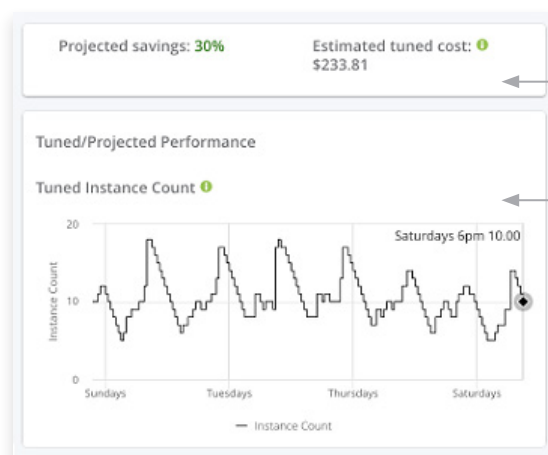 Projected savings: 30%
Estimated tuned cost:
$233.81
Tuned/Projected Performance
Tuned Instance Count
Saturdays 6pm 10.00
20
10
0
Instance Count
Sundays Tuesdays Thursdays Saturdays
Instance Count